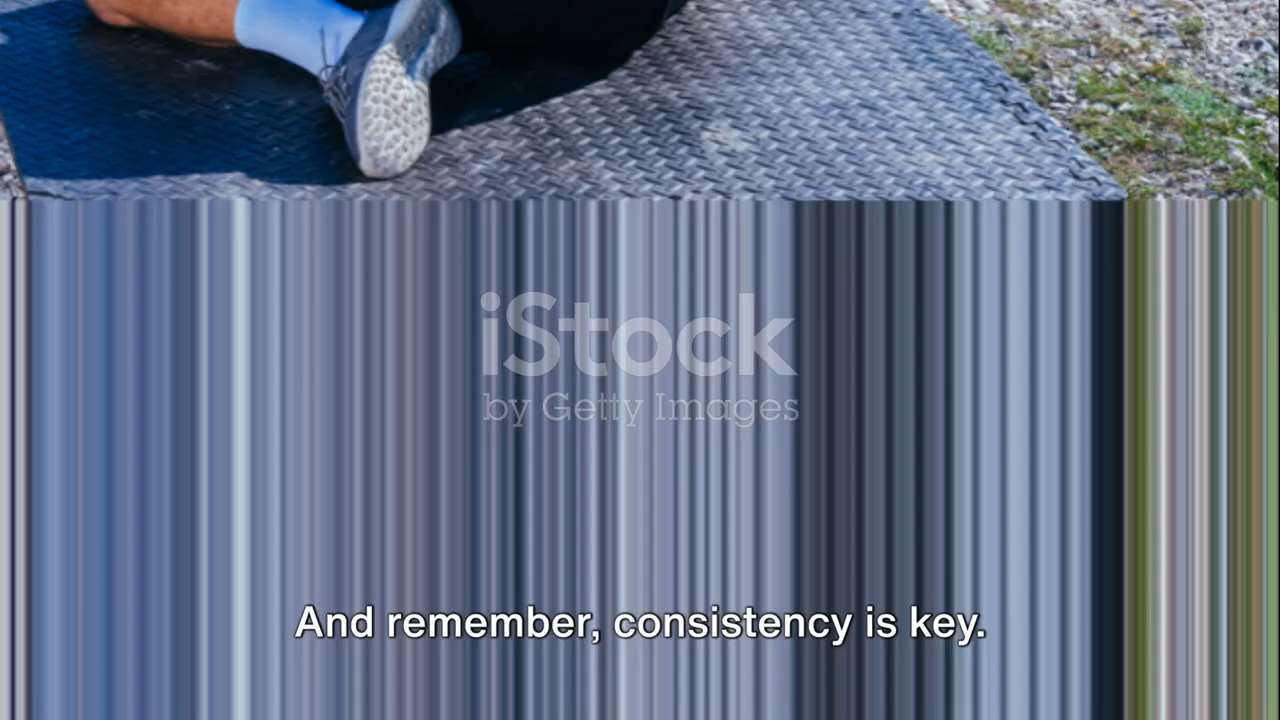 iStock
by Getty Images
And remember, consistency is key.